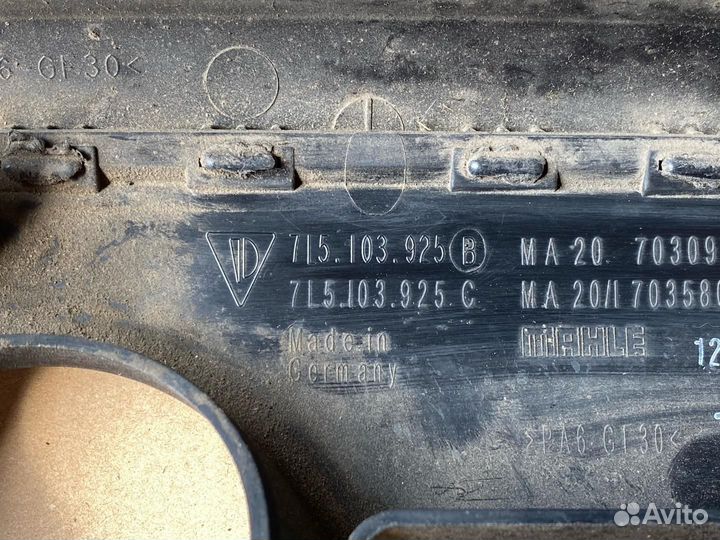 6 GF30<
7L5.103.925 B MA 20 70309
7L5.103.925 C MA 20/1 70358
Made in
Germany
MAHLE
12
>PA6 GF30<
Avito